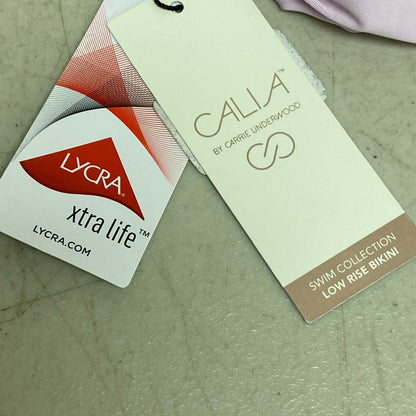 LYCRA®
xtra life™
LYCRA.COM
CALIA™
BY CARRIE UNDERWOOD
SWIM COLLECTION
LOW RISE BIKINI